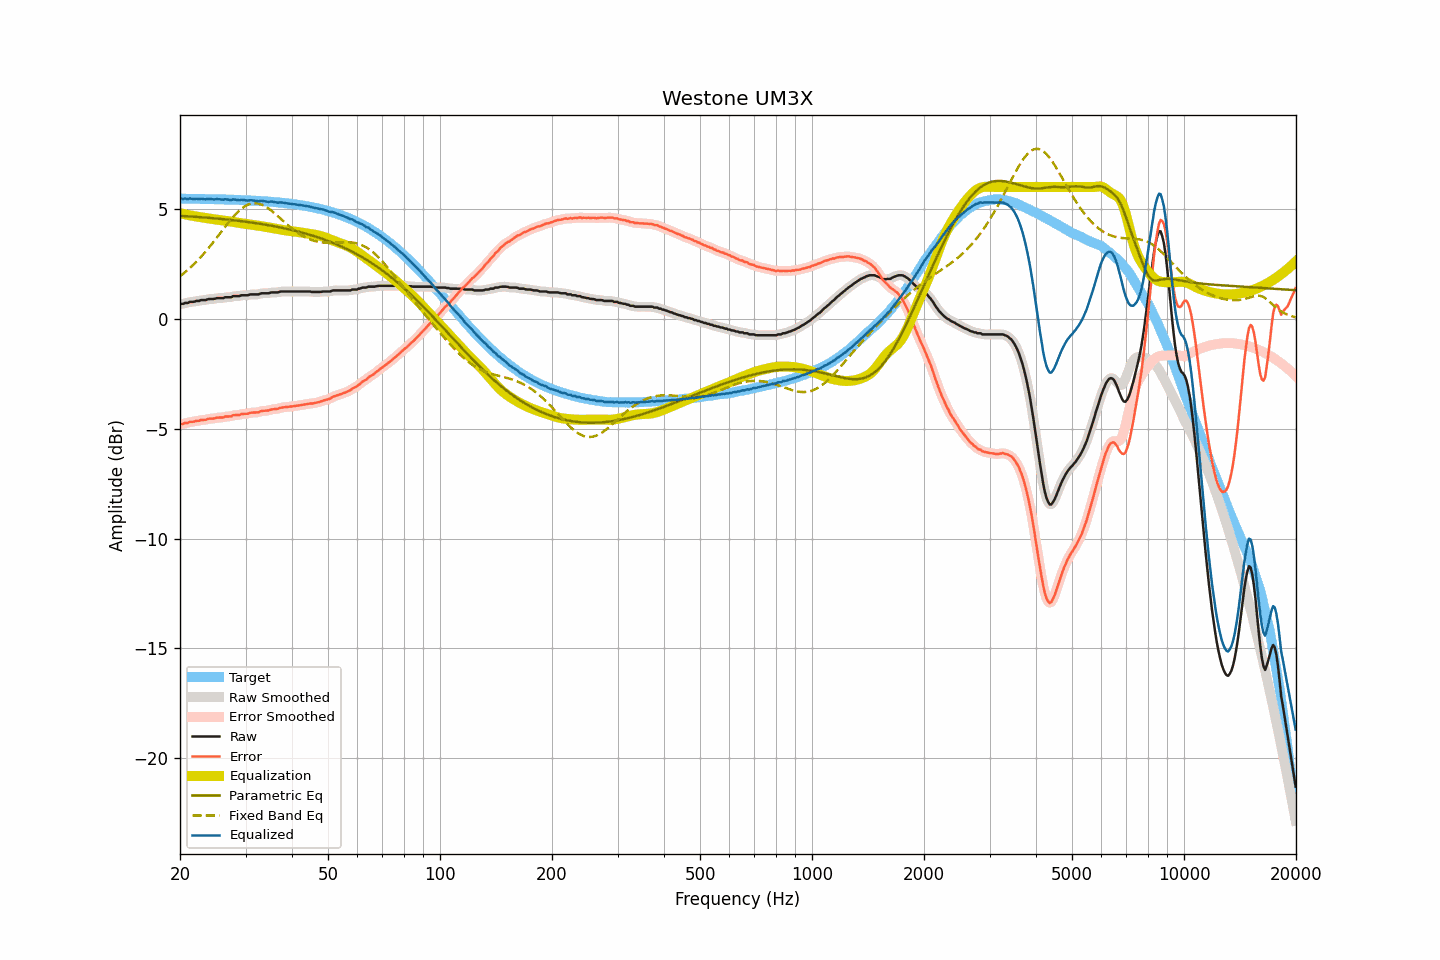 Westone UM3X
Amplitude (dBr)
5
0
−5
−10
−15
−20
Target
Raw Smoothed
Error Smoothed
Raw
Error
Equalization
Parametric Eq
Fixed Band Eq
Equalized
20 50 100 200 500 1000 2000 5000 10000 20000
Frequency (Hz)